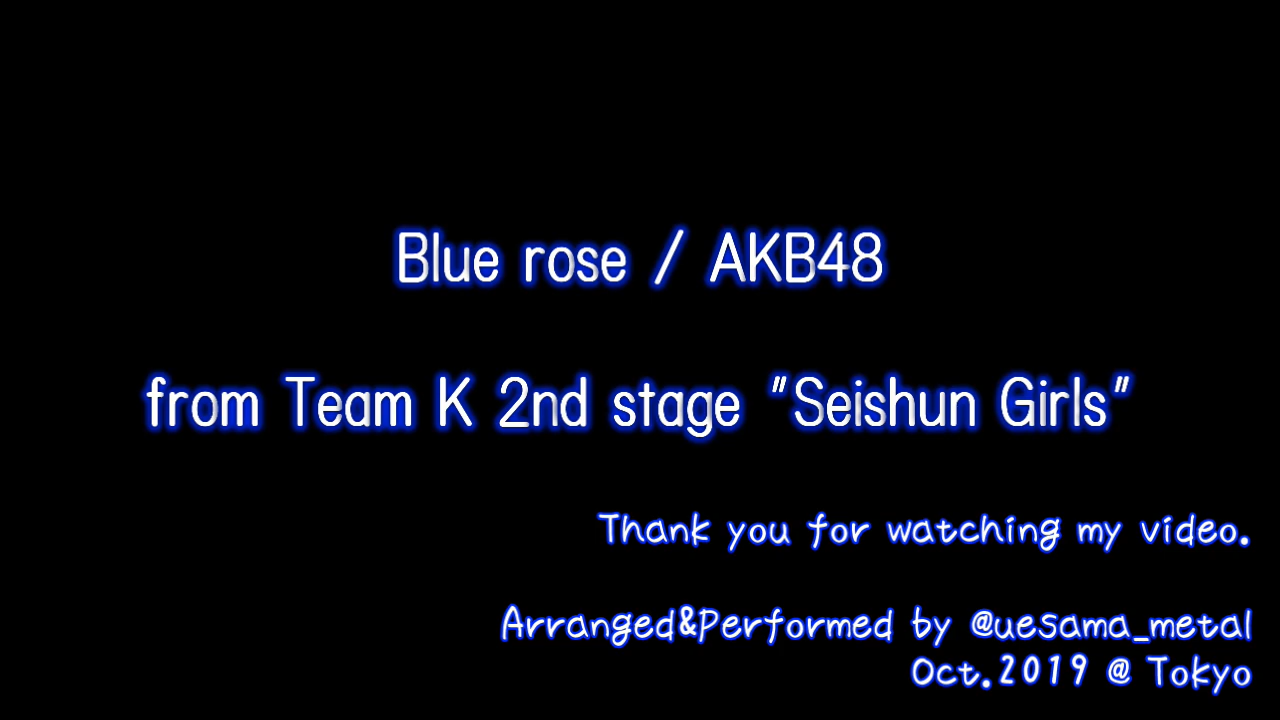 Blue rose / AKB48
from Team K 2nd stage "Seishun Girls"
Thank you for watching my video.
Arranged&Performed by @uesama_metal
Oct.2019 @ Tokyo